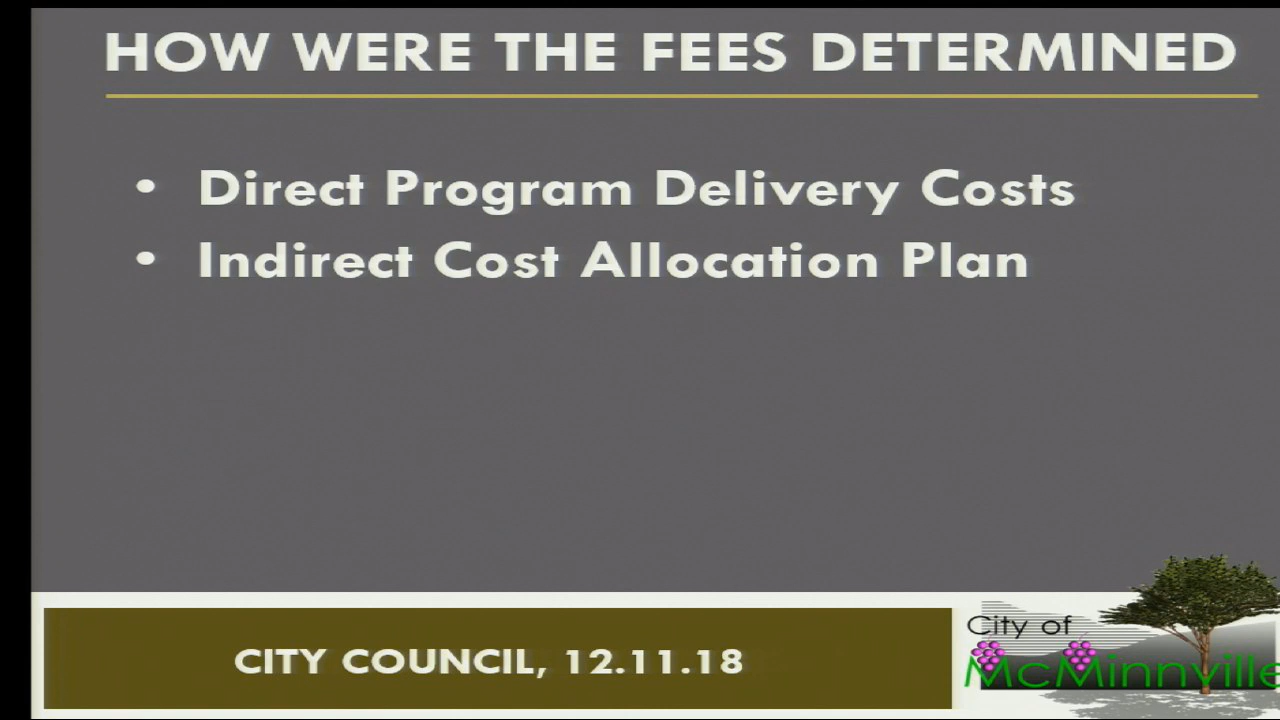 HOW WERE THE FEES DETERMINED
• Direct Program Delivery Costs
• Indirect Cost Allocation Plan
CITY COUNCIL, 12.11.18
City of
McMinnville